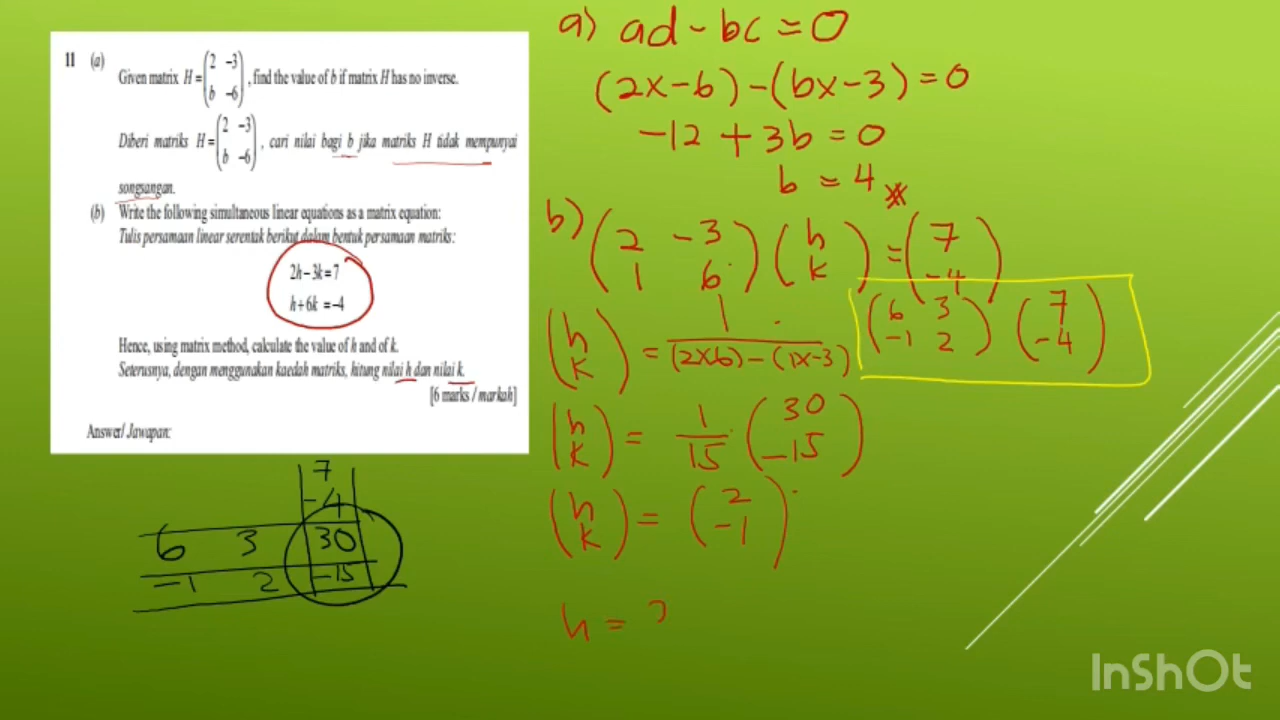 11 (a)
Given matrix H = (2 -3
b -6), find the value of b if matrix H has no inverse.
Diberi matriks H = (2 -3
b -6) , cari nilai bagi b jika matriks H tidak mempunyai
songsangan.
(b) Write the following simultaneous linear equations as a matrix equation:
Tulis persamaan linear serentak berikut dalam bentuk persamaan matriks:
2h – 3k = 7
h + 6k = –4
Hence, using matrix method, calculate the value of h and of k.
Seterusnya, dengan menggunakan kaedah matriks, hitung nilai h dan nilai k.
[6 marks / markah]
Answer/ Jawapan:
7
-4
6 3 30
-1 2 -15
a) ad - bc = 0
(2x-6) - (bx-3) = 0
-12 + 3b = 0
b = 4
b) (2 -3) (h) = (7)
(1 6) (k) (-4)
(h) = 1 (6 3) (7)
(k) (2x6) - (1x-3) (-1 2) (-4)
(h) = 1 (30)
(k) 15 (-15)
(h) = (2)
(k) (-1)
h =
InShOt